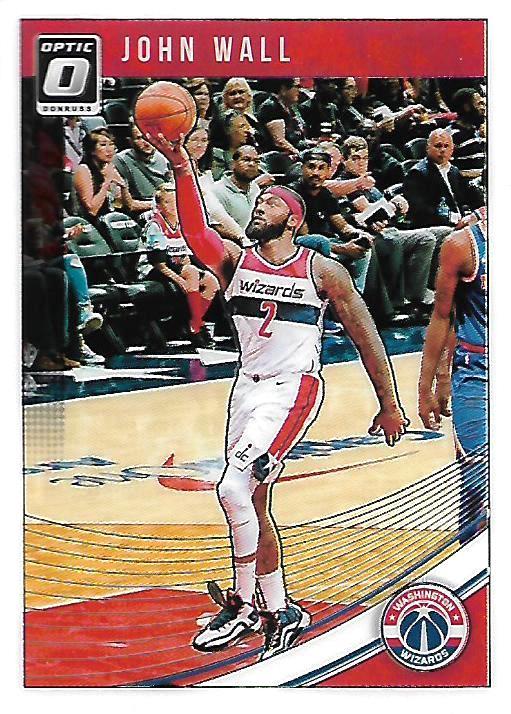 OPTIC
DONRUSS
JOHN WALL
wizards
2
dc
WASHINGTON
WIZARDS